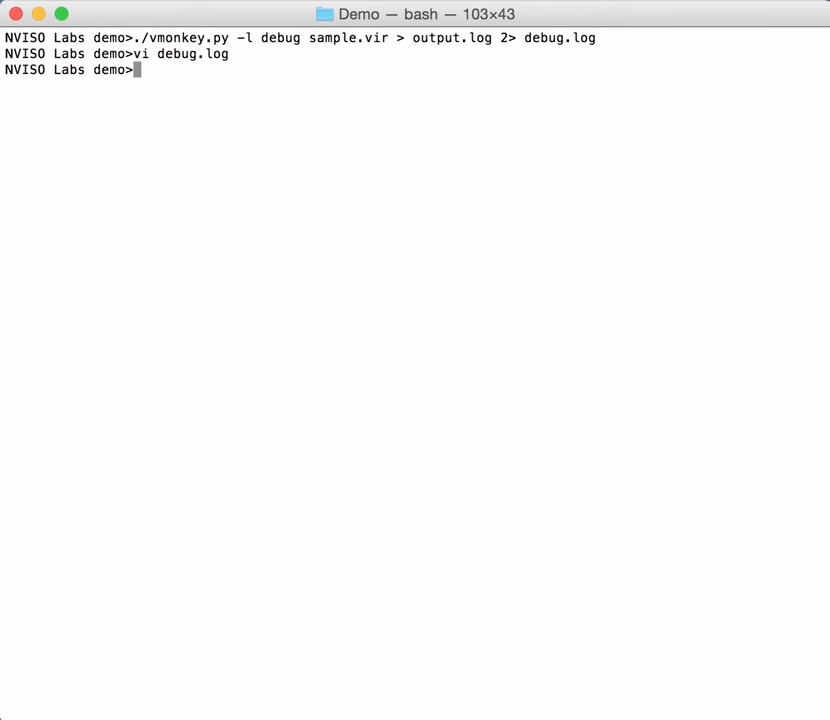 Demo — bash — 103×43
NVISO Labs demo>./vmonkey.py -l debug sample.vir > output.log 2> debug.log
NVISO Labs demo>vi debug.log
NVISO Labs demo>